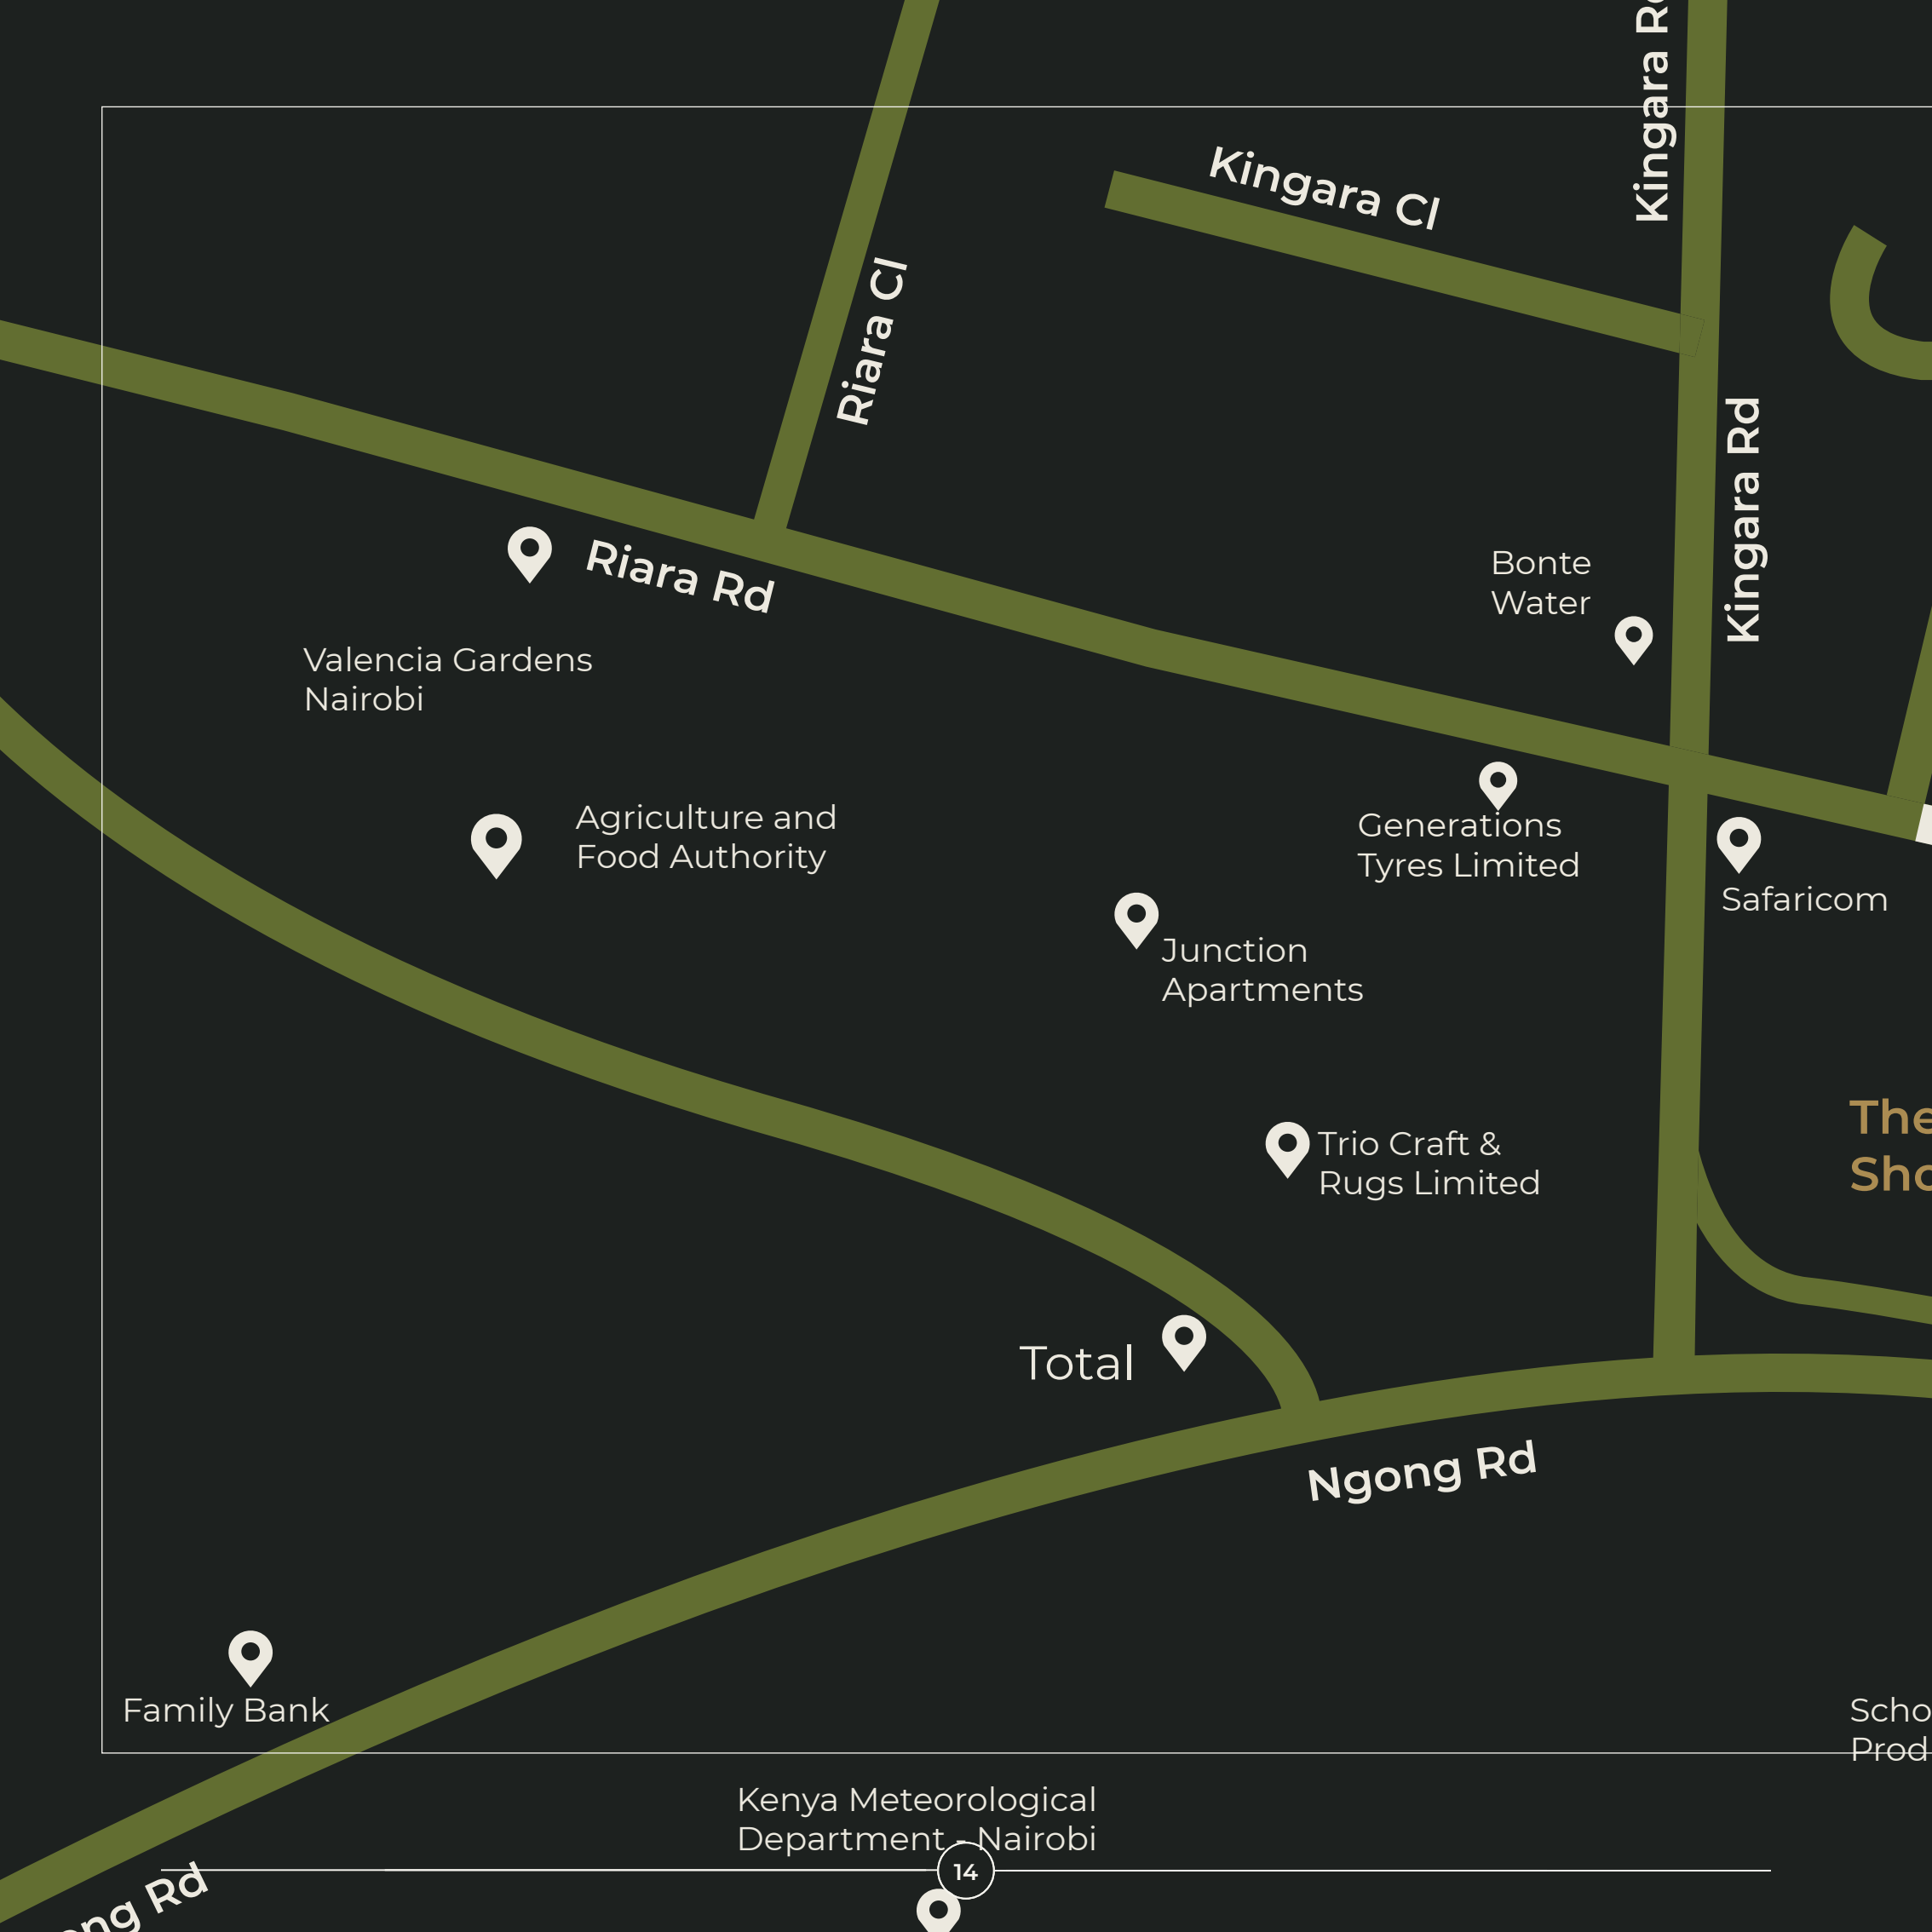 Kingara Rd
Kingara Cl
Riara Cl
Kingara Rd
Riara Rd
Bonte
Water
Valencia Gardens
Nairobi
Agriculture and
Food Authority
Generations
Tyres Limited
Safaricom
Junction
Apartments
The
Trio Craft &
Rugs Limited
Total
Ngong Rd
Family Bank
Kenya Meteorological
Department - Nairobi
14
Rd